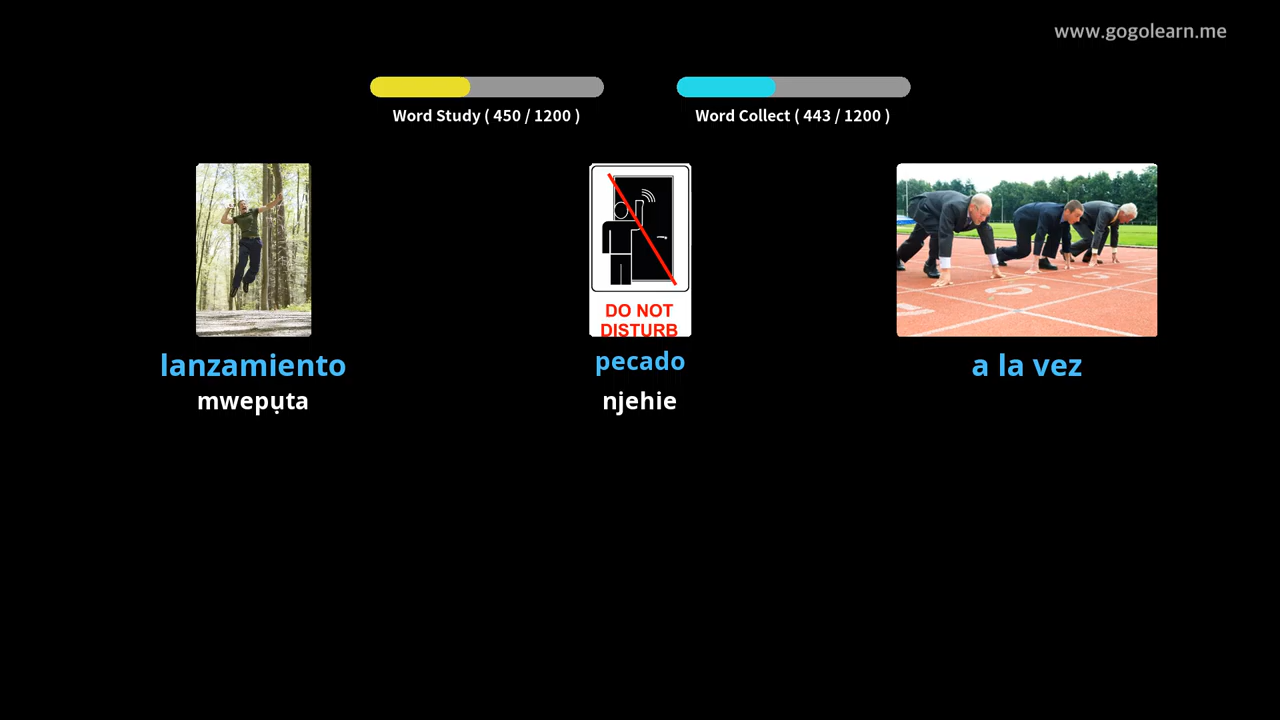 www.gogolearn.me
Word Study ( 450 / 1200 )
Word Collect ( 443 / 1200 )
DO NOT
DISTURB
lanzamiento
pecado
a la vez
mwepụta
njehie